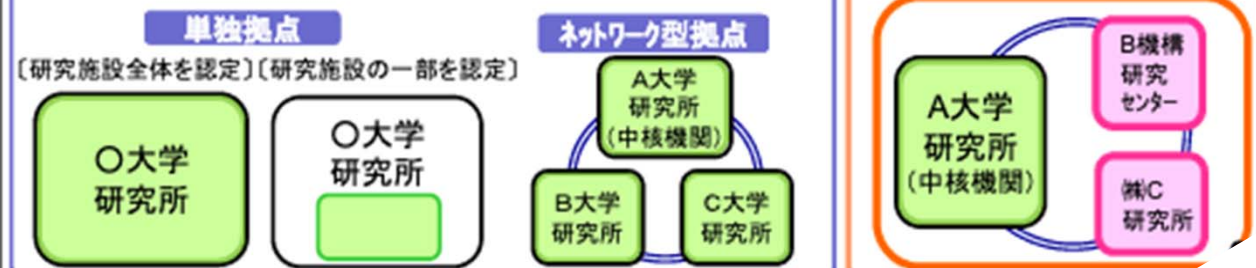 単独拠点
〔研究施設全体を認定〕〔研究施設の一部を認定〕
〇大学
研究所
〇大学
研究所
ネットワーク型拠点
A大学
研究所
(中核機関)
B大学
研究所
C大学
研究所
A大学
研究所
(中核機関)
B機構
研究
センター
㈱C
研究所